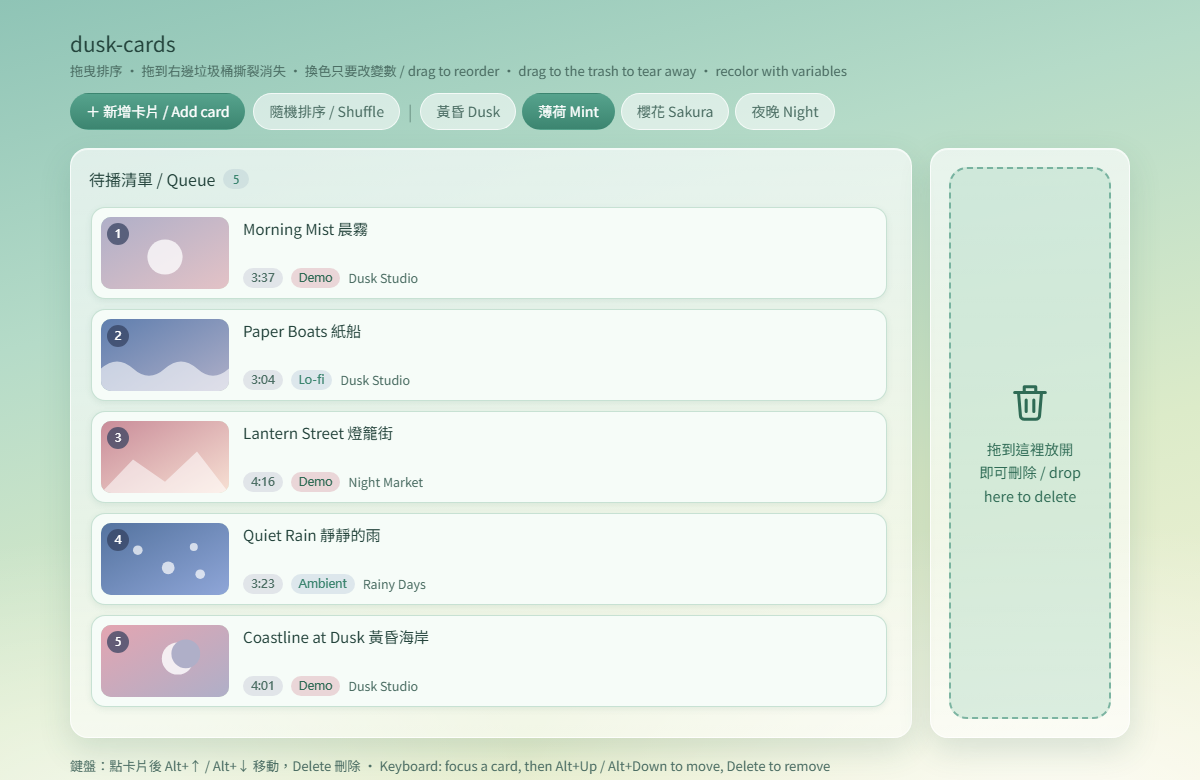 dusk-cards
拖曳排序 ・ 拖到右邊垃圾桶撕裂消失 ・ 換色只要改變數 / drag to reorder ・ drag to the trash to tear away ・ recolor with variables
＋ 新增卡片 / Add card
隨機排序 / Shuffle
|
黃昏 Dusk
薄荷 Mint
櫻花 Sakura
夜晚 Night
待播清單 / Queue 5
1
Morning Mist 晨霧
3:37 Demo Dusk Studio
2
Paper Boats 紙船
3:04 Lo-fi Dusk Studio
3
Lantern Street 燈籠街
4:16 Demo Night Market
4
Quiet Rain 靜靜的雨
3:23 Ambient Rainy Days
5
Coastline at Dusk 黃昏海岸
4:01 Demo Dusk Studio
拖到這裡放開
即可刪除 / drop
here to delete
鍵盤：點卡片後 Alt+↑ / Alt+↓ 移動，Delete 刪除 ・ Keyboard: focus a card, then Alt+Up / Alt+Down to move, Delete to remove